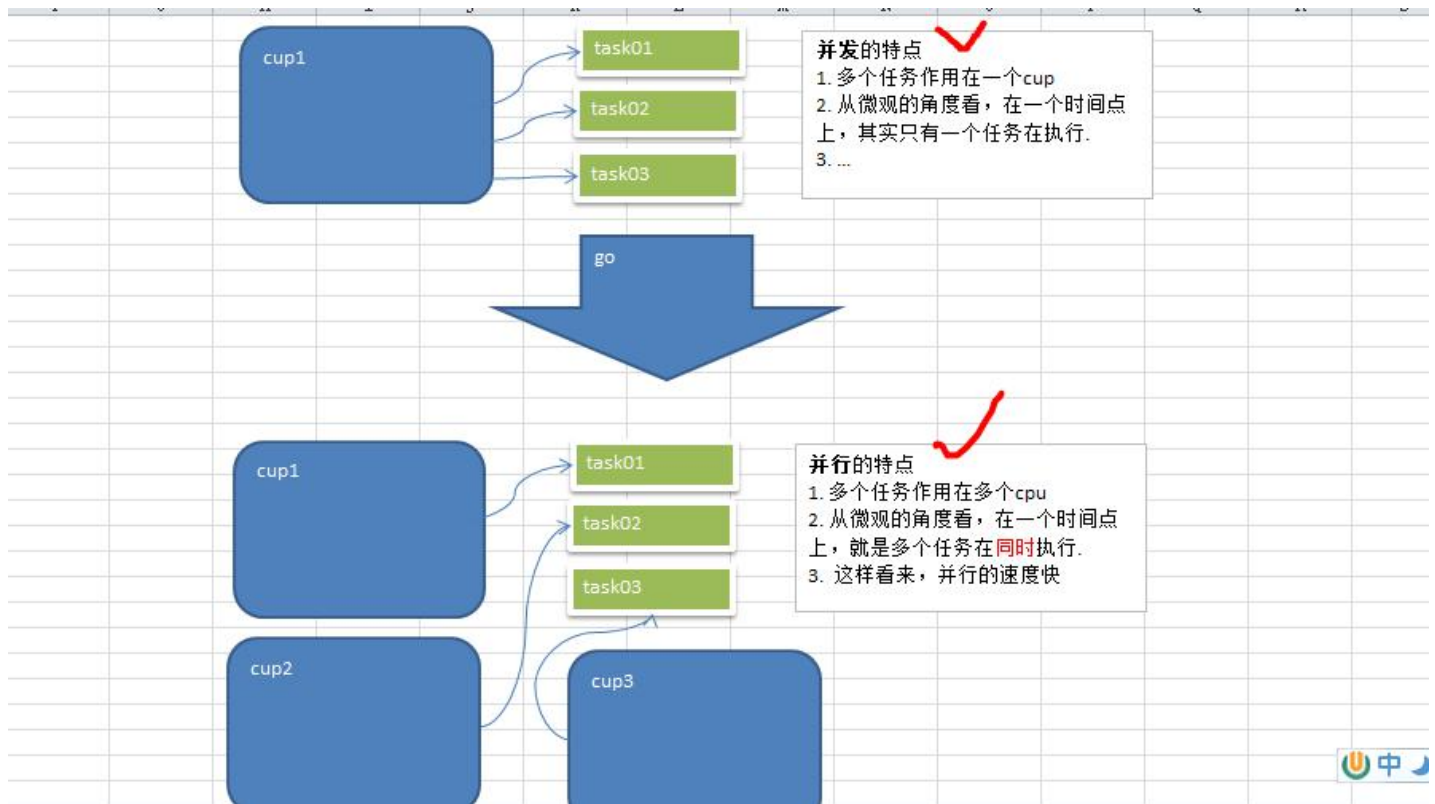 cup1
task01
task02
task03
并发的特点
1. 多个任务作用在一个cup
2. 从微观的角度看，在一个时间点
上，其实只有一个任务在执行.
3. ...
go
cup1
task01
task02
task03
并行的特点
1. 多个任务作用在多个cpu
2. 从微观的角度看，在一个时间点
上，就是多个任务在同时执行.
3. 这样看来，并行的速度快
cup2
cup3
中